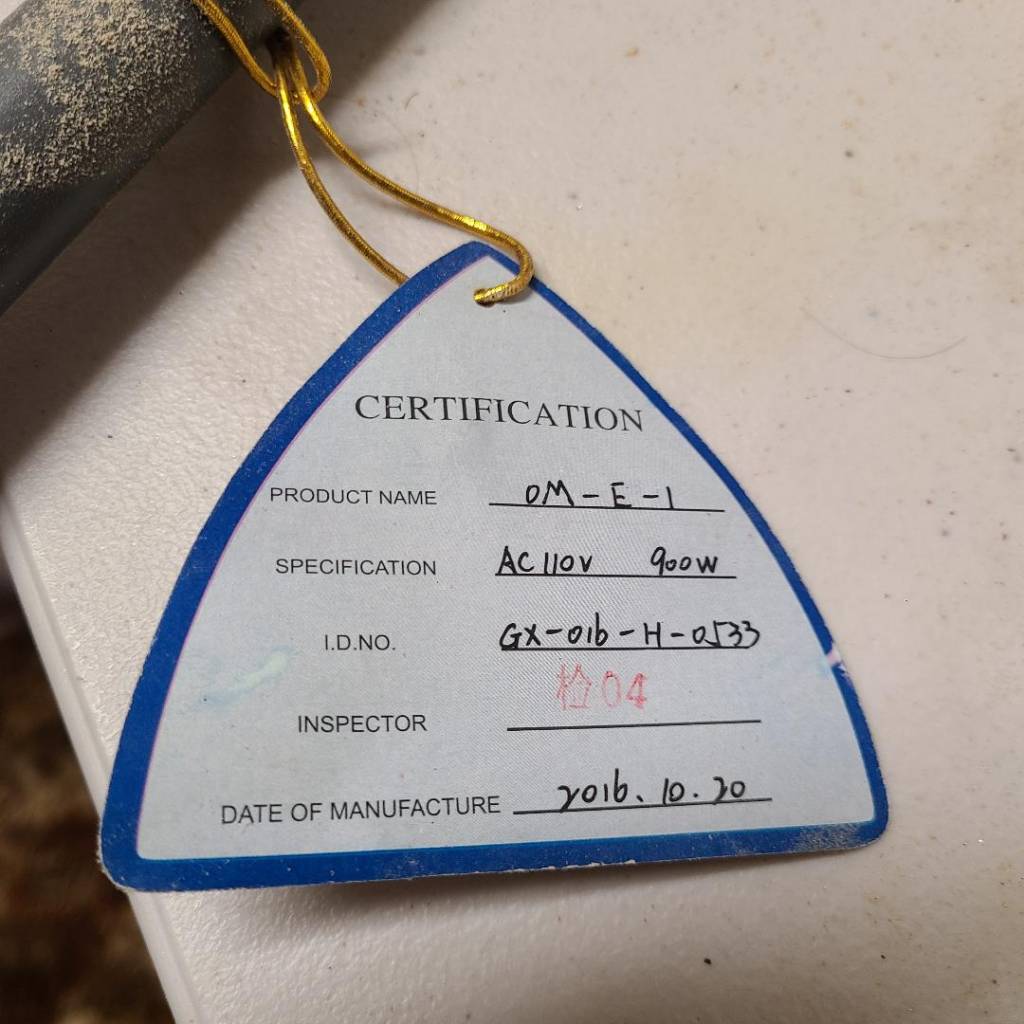 CERTIFICATION
PRODUCT NAME OM-E-1
SPECIFICATION AC110V 900W
I.D.NO. GX-016-H-0533
检04
INSPECTOR
DATE OF MANUFACTURE 2016.10.20